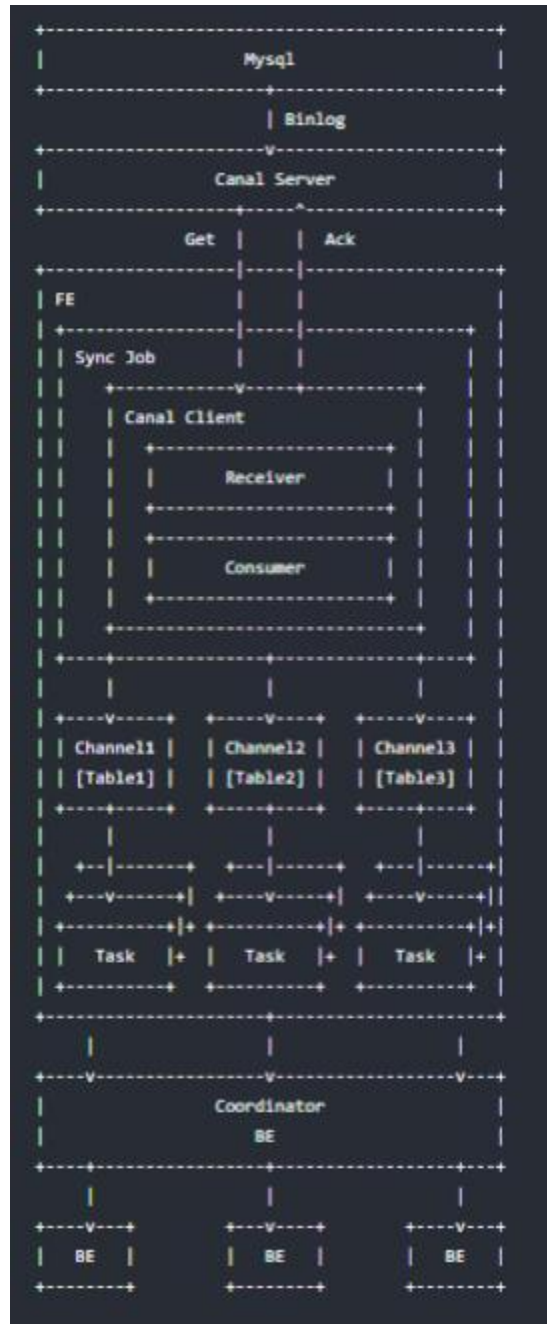 Mysql
Binlog
Canal Server
Get Ack
FE
Sync Job
Canal Client
Receiver
Consumer
Channel1 Channel2 Channel3
[Table1] [Table2] [Table3]
Task Task Task
Coordinator
BE
BE BE BE